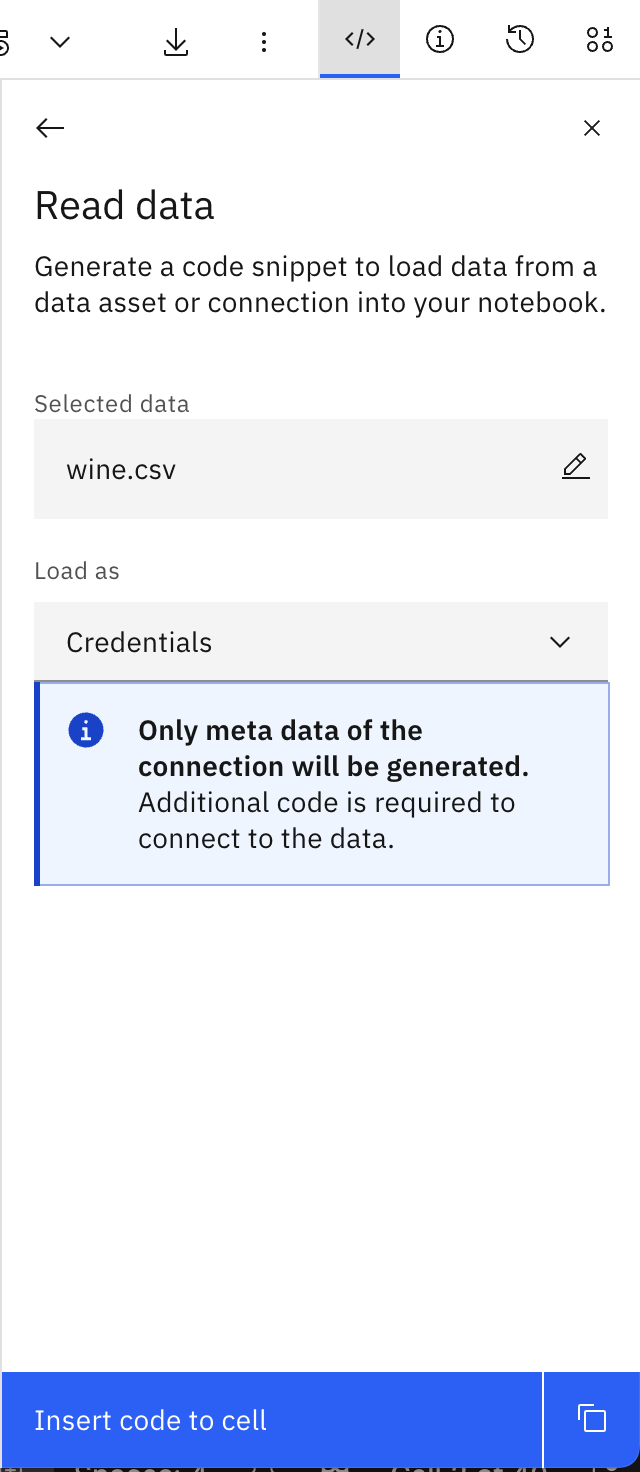 Read data
Generate a code snippet to load data from a
data asset or connection into your notebook.
Selected data
wine.csv
Load as
Credentials
Only meta data of the
connection will be generated.
Additional code is required to
connect to the data.
Insert code to cell